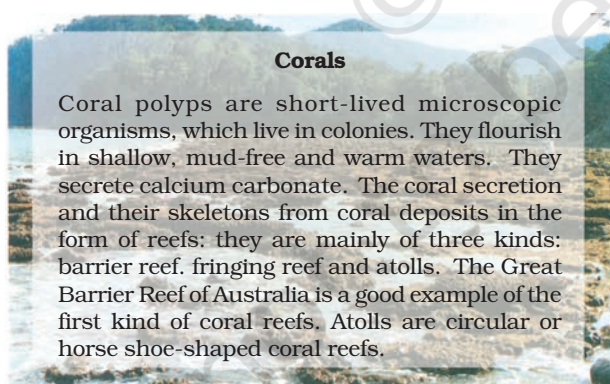 Corals
Coral polyps are short-lived microscopic
organisms, which live in colonies. They flourish
in shallow, mud-free and warm waters. They
secrete calcium carbonate. The coral secretion
and their skeletons from coral deposits in the
form of reefs: they are mainly of three kinds:
barrier reef. fringing reef and atolls. The Great
Barrier Reef of Australia is a good example of the
first kind of coral reefs. Atolls are circular or
horse shoe-shaped coral reefs.